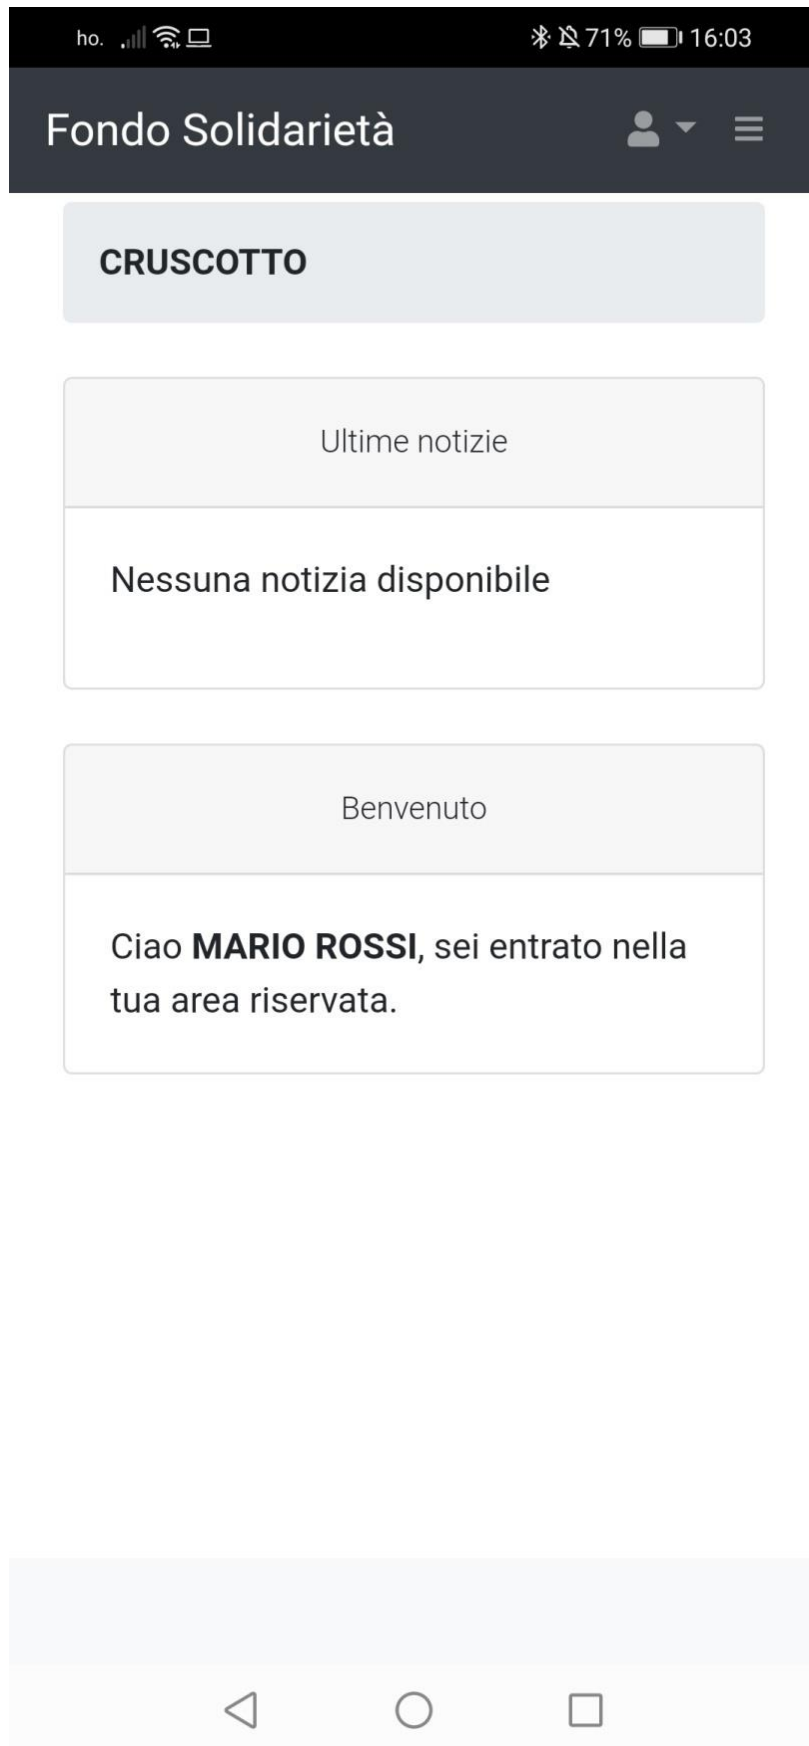 ho. 71% 16:03
Fondo Solidarietà
CRUSCOTTO
Ultime notizie
Nessuna notizia disponibile
Benvenuto
Ciao MARIO ROSSI, sei entrato nella
tua area riservata.